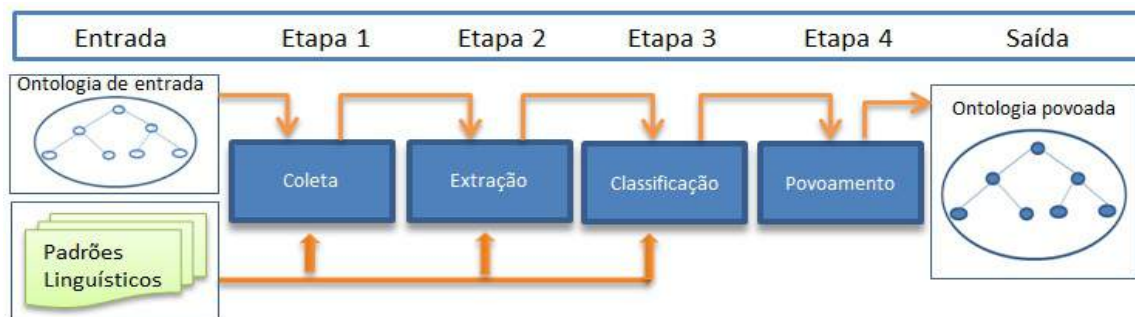 Entrada
Etapa 1
Etapa 2
Etapa 3
Etapa 4
Saída
Ontologia de entrada
Ontologia povoada
Coleta
Extração
Classificação
Povoamento
Padrões
Linguísticos